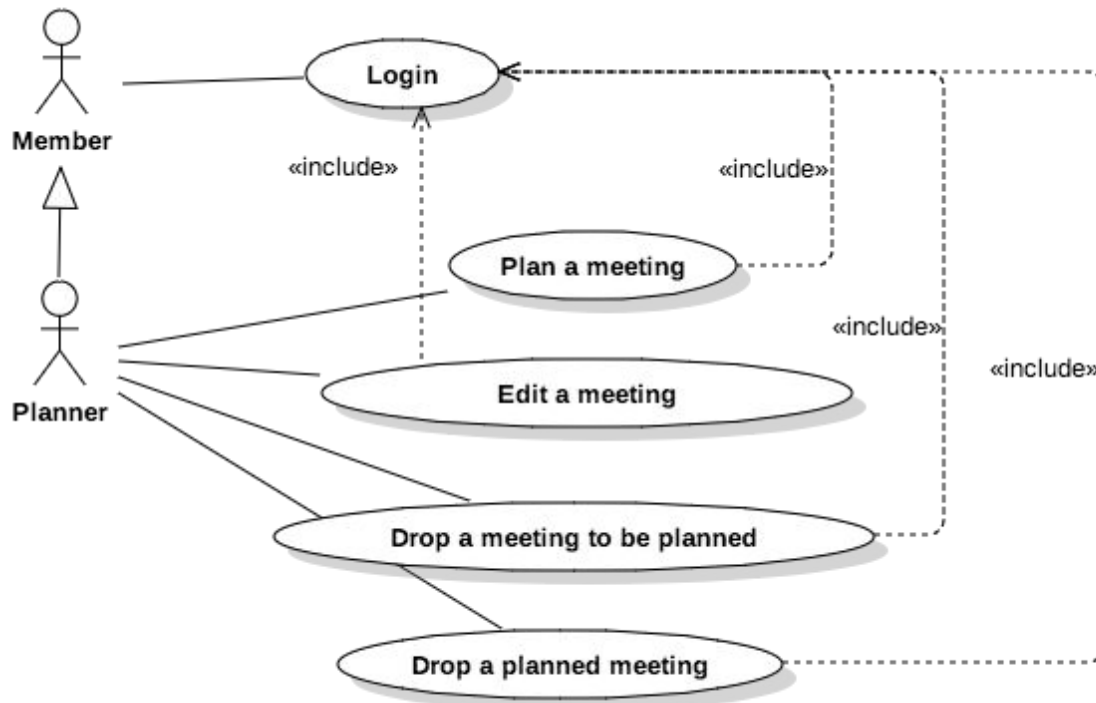 Login
Member
«include»
«include»
Plan a meeting
«include»
«include»
Edit a meeting
Planner
Drop a meeting to be planned
Drop a planned meeting